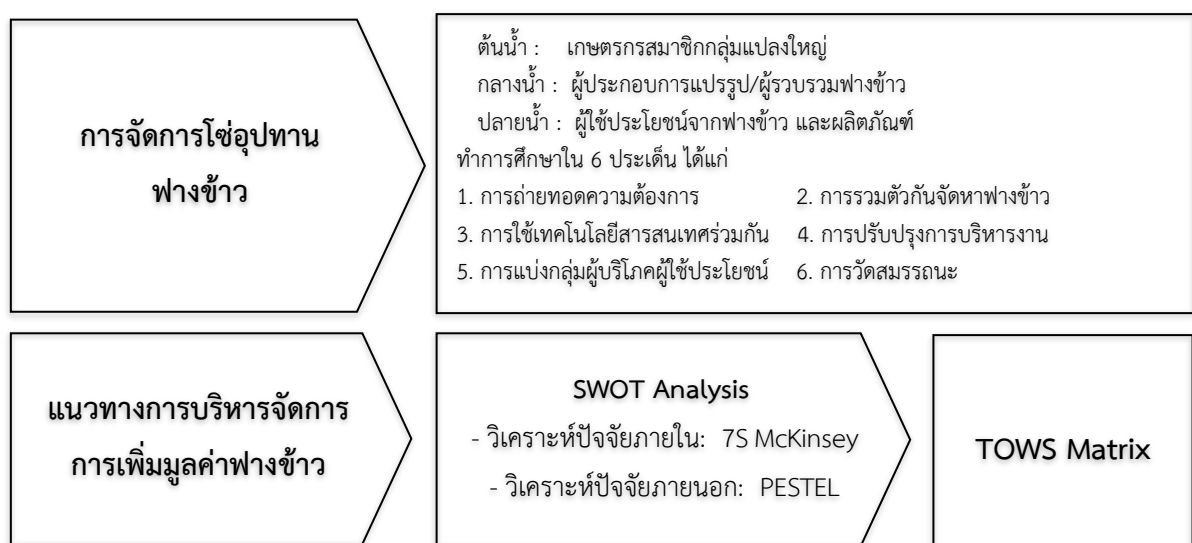 การจัดการโซ่อุปทาน
ฟางข้าว
ต้นน้ำ : เกษตรกรสมาชิกกลุ่มแปลงใหญ่
กลางน้ำ : ผู้ประกอบการแปรรูป/ผู้รวบรวมฟางข้าว
ปลายน้ำ : ผู้ใช้ประโยชน์จากฟางข้าว และผลิตภัณฑ์
ทำการศึกษาใน 6 ประเด็น ได้แก่
1. การถ่ายทอดความต้องการ 2. การรวมตัวกันจัดหาฟางข้าว
3. การใช้เทคโนโลยีสารสนเทศร่วมกัน 4. การปรับปรุงการบริหารงาน
5. การแบ่งกลุ่มผู้บริโภคผู้ใช้ประโยชน์ 6. การวัดสมรรถนะ
แนวทางการบริหารจัดการ
การเพิ่มมูลค่าฟางข้าว
SWOT Analysis
- วิเคราะห์ปัจจัยภายใน: 7S McKinsey
- วิเคราะห์ปัจจัยภายนอก: PESTEL
TOWS Matrix